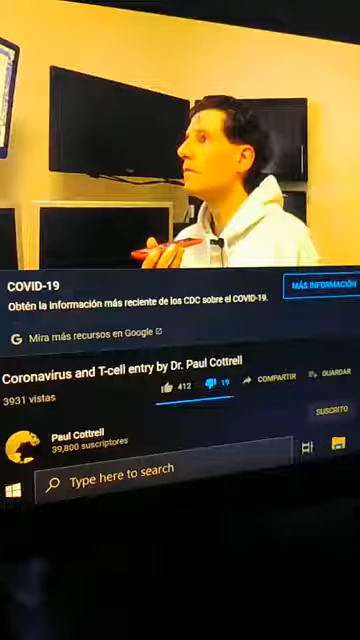 COVID-19
MÁS INFORMACIÓN
Obtén la información más reciente de los CDC sobre el COVID-19.
G Mira más recursos en Google
Coronavirus and T-cell entry by Dr. Paul Cottrell
3931 vistas
412
19
COMPARTIR
GUARDAR
Paul Cottrell
39,800 suscriptores
SUSCRITO
Type here to search